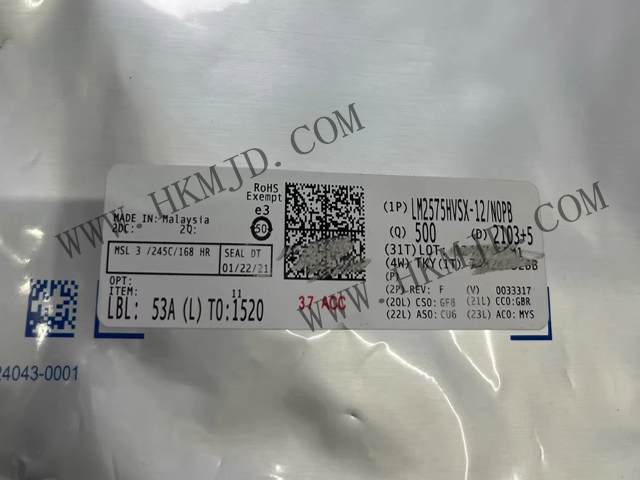 WWW.HKMJD.COM
RoHS
Exempt
e3
50
MADE IN: Malaysia
2DC: 2Q:
MSL 3 /245C/168 HR
SEAL DT
01/22/21
OPT:
ITEM:
11
LBL: 53A (L) TO:1520
37 ACC
(1P) LM2575HVSX-12/NOPB
(Q) 500 (D) 2103+5
(31T) LOT:
(4W) TKY (1T)
(P)
(2P) REV: F (V) 0033317
(20L) CSO: GF8 (21L) CCO:GBR
(22L) ASO: CU6 (23L) ACO: MYS
24043-0001
WWW.HKMJD.COM